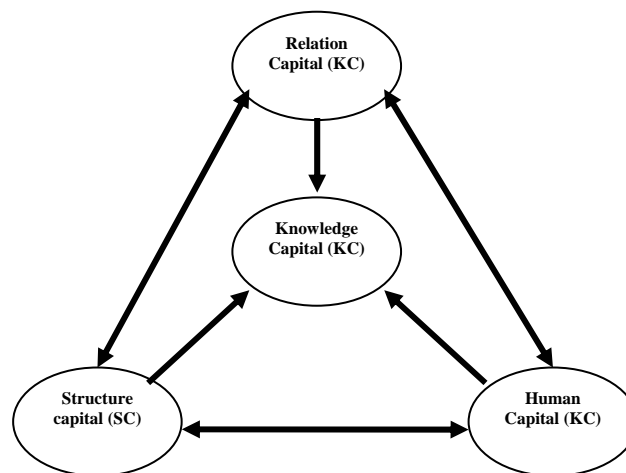 Relation
Capital (KC)
Knowledge
Capital (KC)
Structure
capital (SC)
Human
Capital (KC)